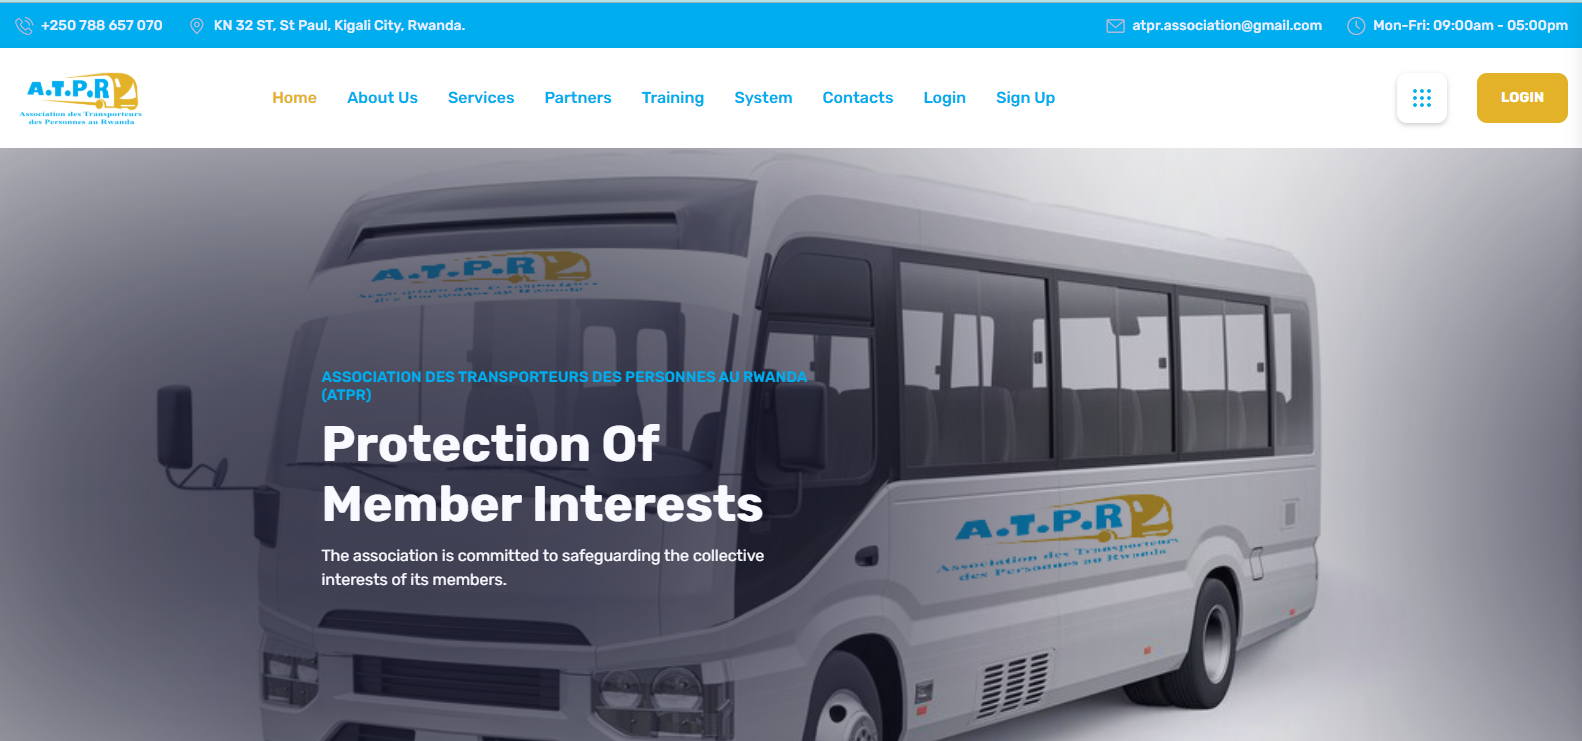 +250 788 657 070
KN 32 ST, St Paul, Kigali City, Rwanda.
atpr.association@gmail.com
Mon-Fri: 09:00am - 05:00pm
A.T.P.R
Association des Transporteurs
des Personnes au Rwanda
Home
About Us
Services
Partners
Training
System
Contacts
Login
Sign Up
LOGIN
A.T.P.R
Association des Transporteurs
des Personnes au Rwanda
ASSOCIATION DES TRANSPORTEURS DES PERSONNES AU RWANDA
(ATPR)
Protection Of
Member Interests
The association is committed to safeguarding the collective
interests of its members.
A.T.P.R
Association des Transporteurs
des Personnes au Rwanda